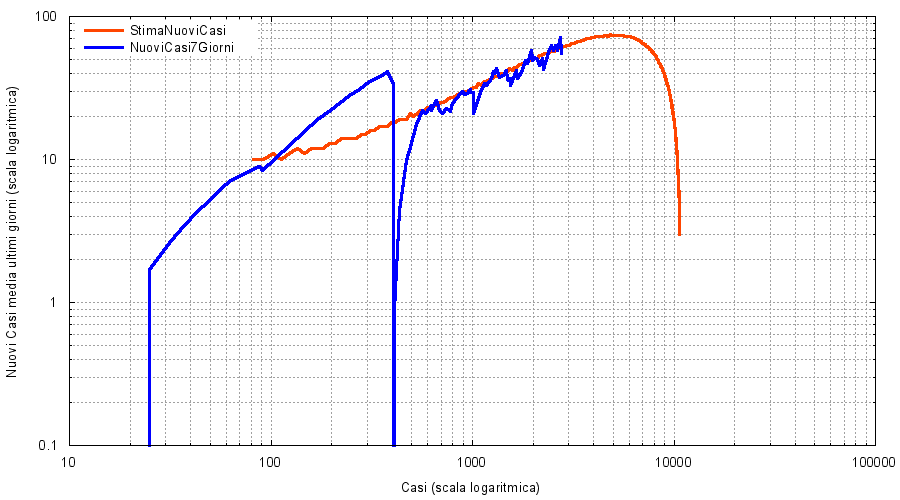 100
StimaNuoviCasi
NuoviCasi7Giorni
10
1
0.1
Nuovi Casi media ultimi giorni (scala logaritmica)
10 100 1000 10000 100000
Casi (scala logaritmica)